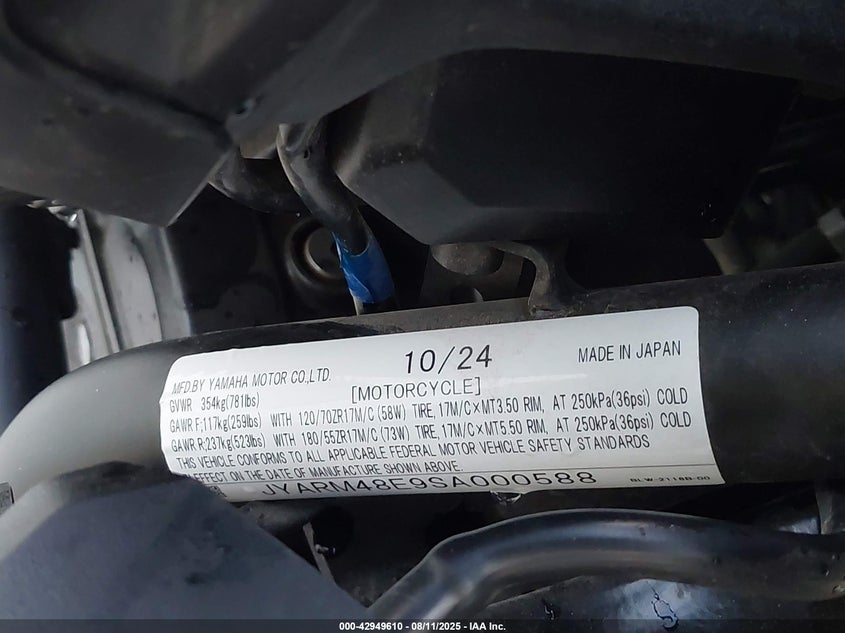 10/24
MFD.BY YAMAHA MOTOR CO.,LTD. MADE IN JAPAN
GVWR 354kg(781lbs) [MOTORCYCLE]
GAWR F;117kg(259lbs) WITH 120/70ZR17M/C (58W) TIRE, 17M/C×MT3.50 RIM, AT 250kPa(36psi) COLD
GAWR R;237kg(523lbs) WITH 180/55ZR17M/C (73W) TIRE, 17M/C×MT5.50 RIM, AT 250kPa(36psi) COLD
THIS VEHICLE CONFORMS TO ALL APPLICABLE FEDERAL MOTOR VEHICLE SAFETY STANDARDS
EFFECT ON THE DATE OF MANUFACTURE SHOWN ABOVE.
JYARM48E9SA000588 BLW-2118B-00
000-42949610 - 08/11/2025 - IAA Inc.